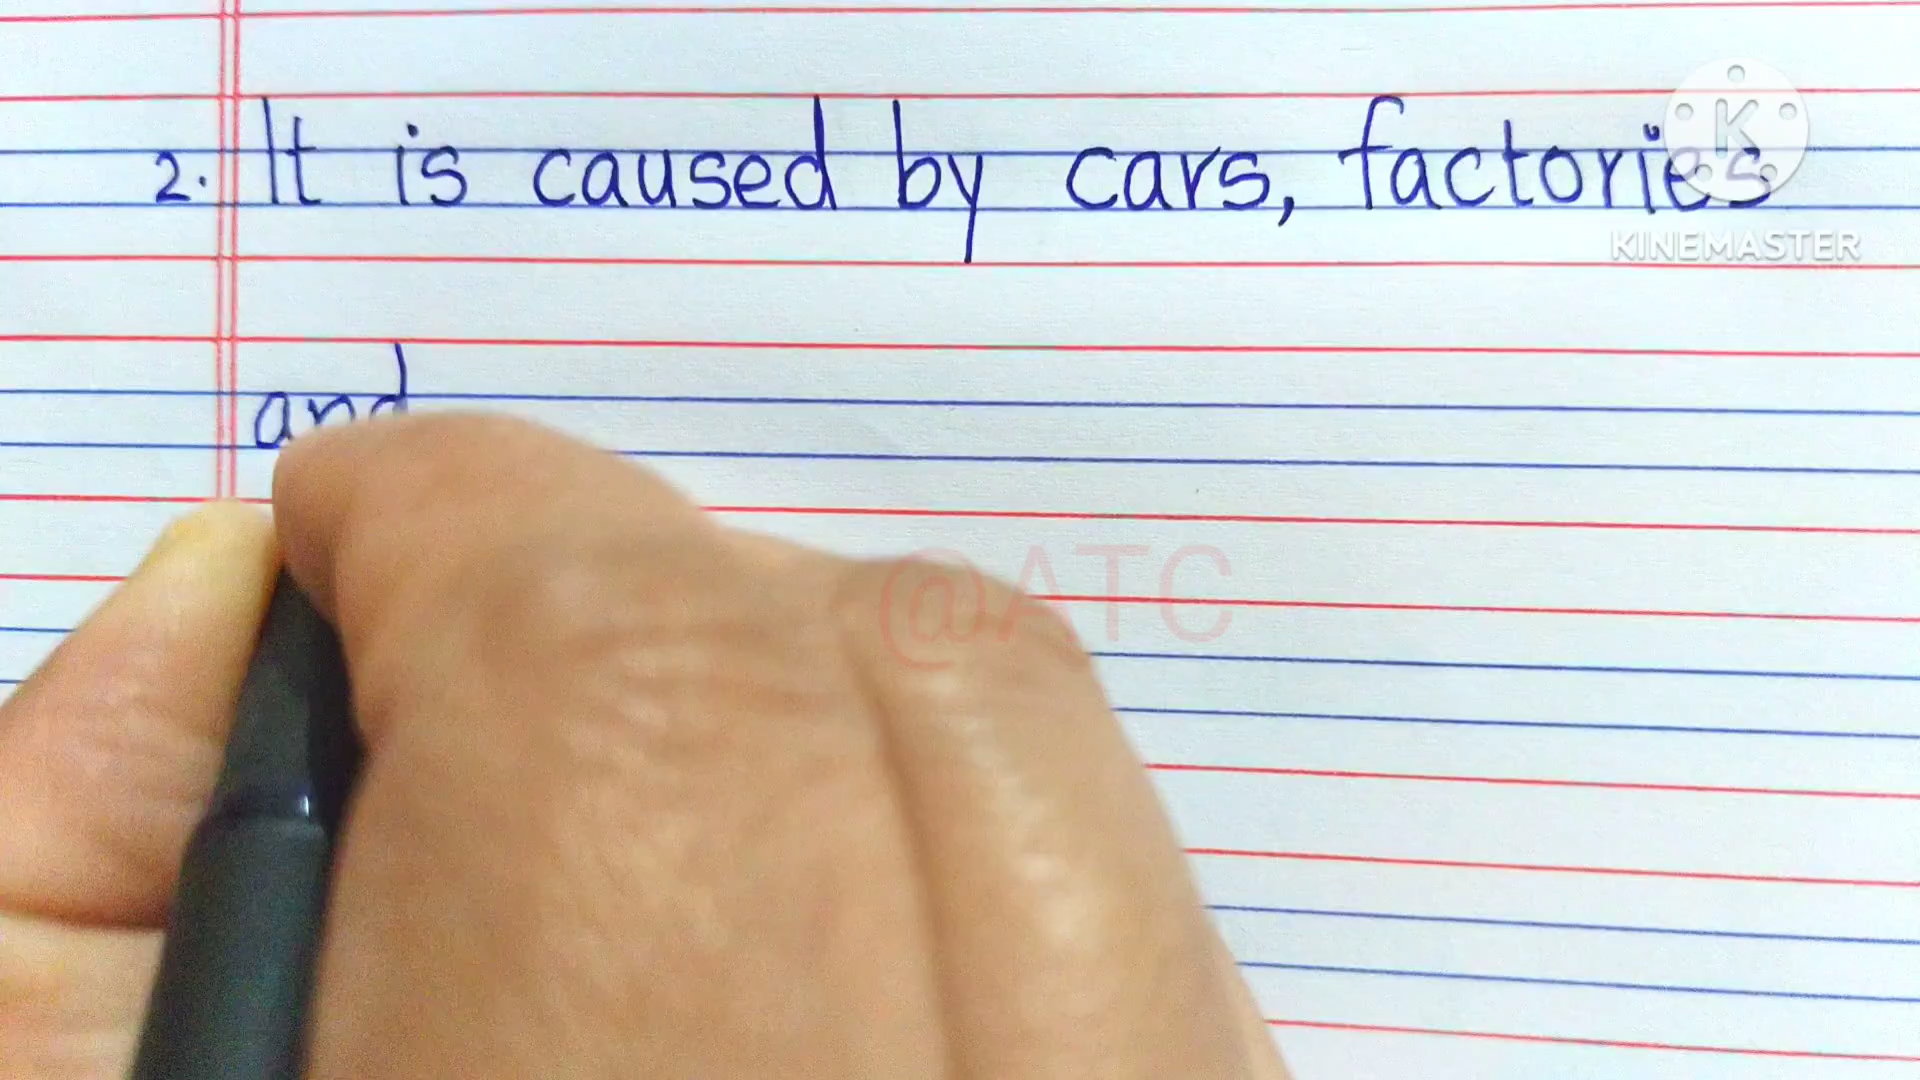 2. It is caused by cars, factories
KINEMASTER
and
@ATC